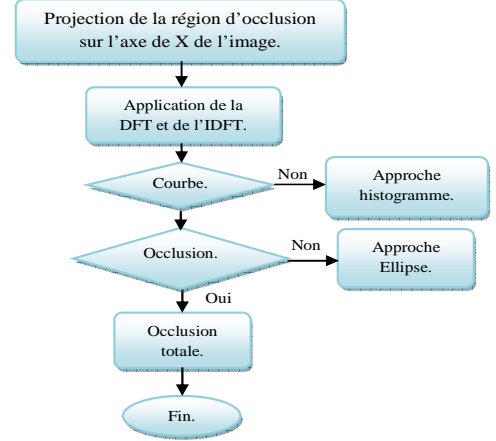 Projection de la région d'occlusion
sur l'axe de X de l'image.
Application de la
DFT et de l'IDFT.
Courbe.
Non
Approche
histogramme.
Occlusion.
Non
Approche
Ellipse.
Oui
Occlusion
totale.
Fin.